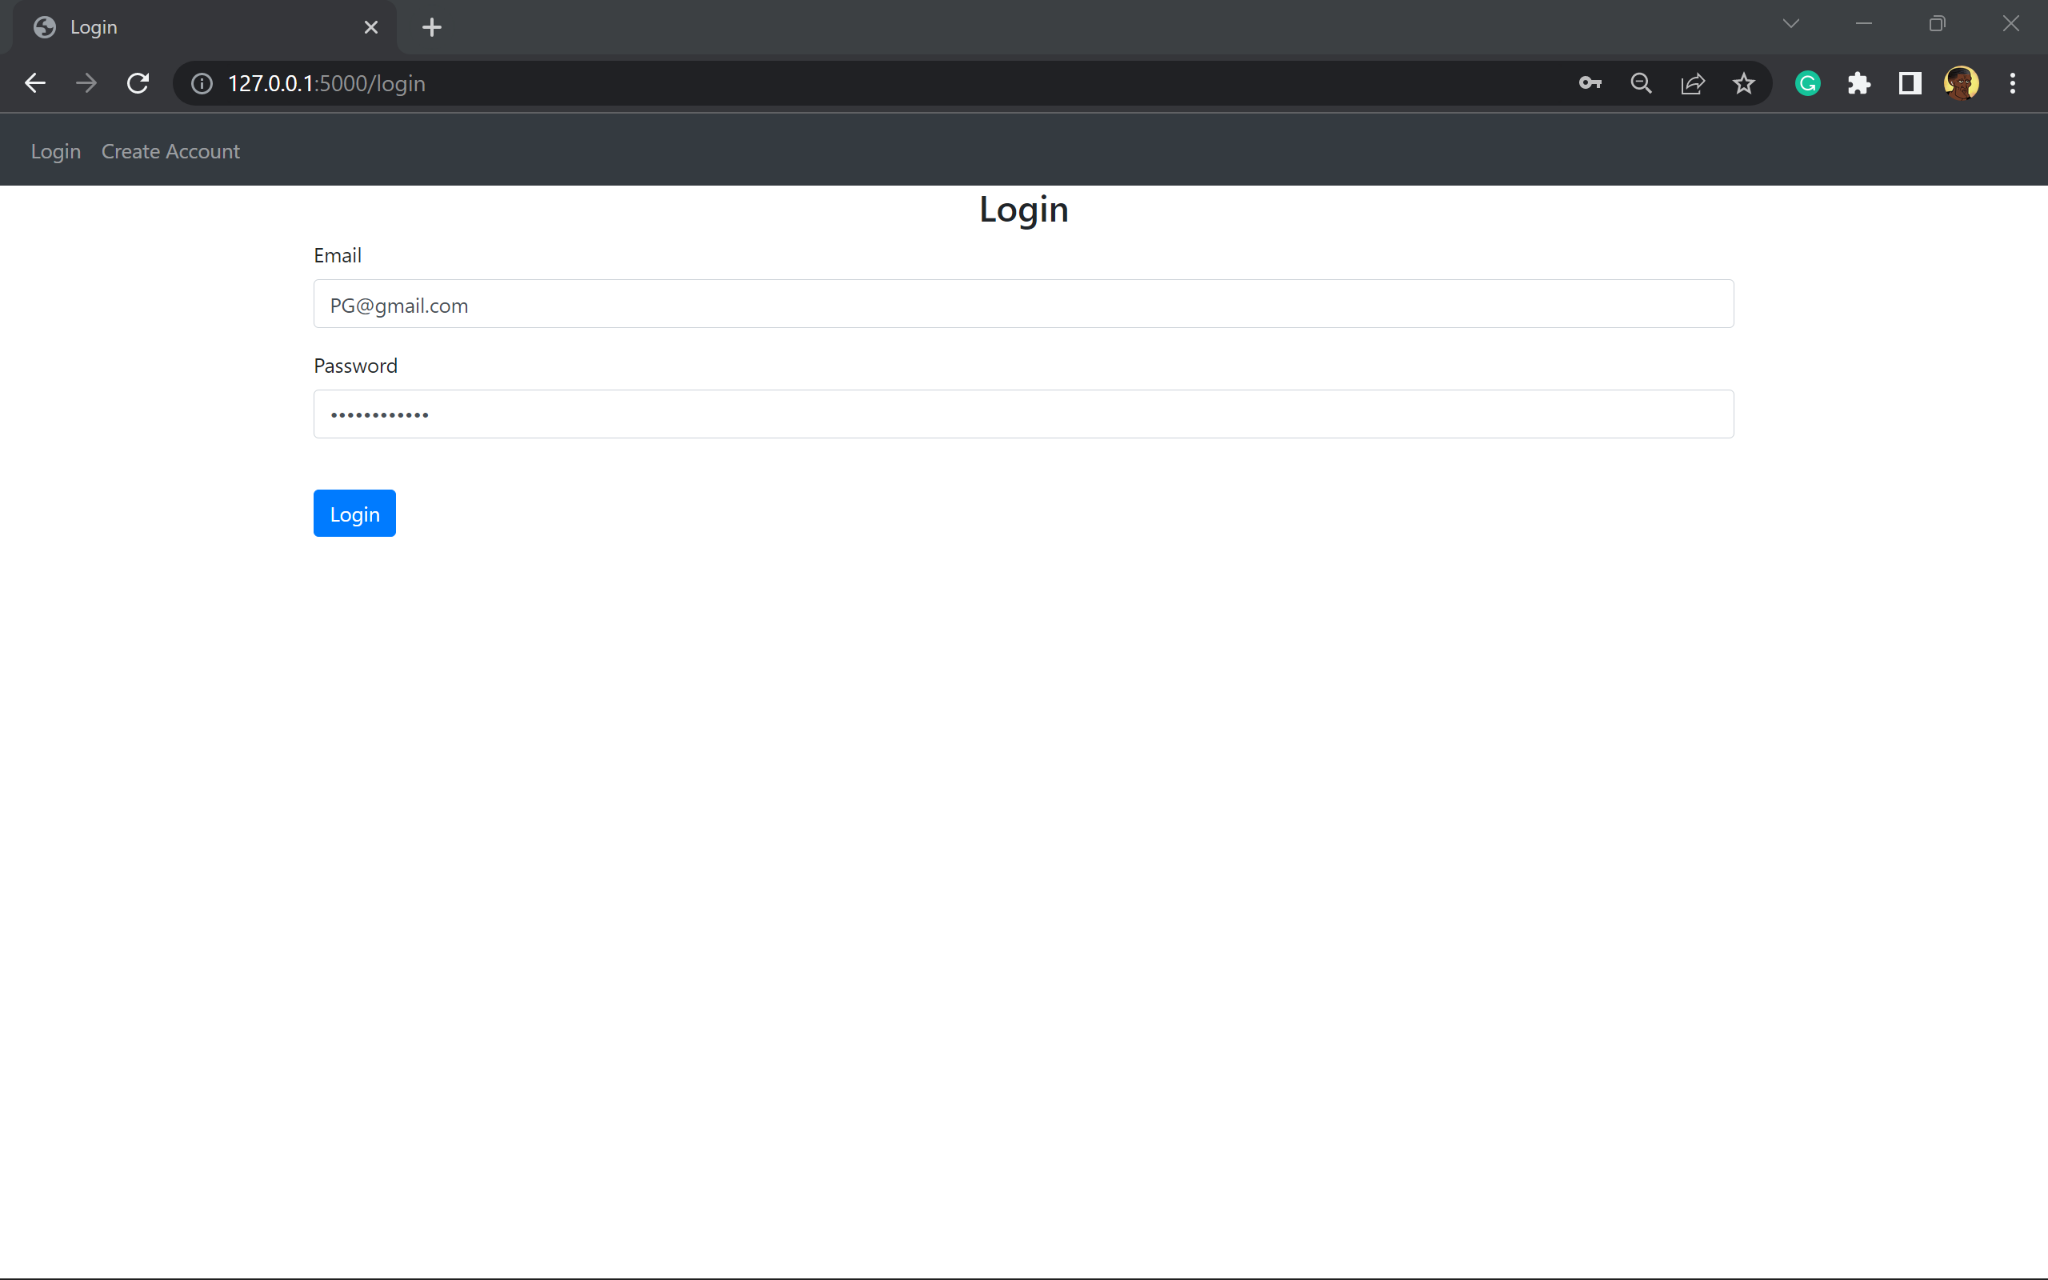 Login
127.0.0.1:5000/login
Login Create Account
Login
Email
PG@gmail.com
Password
••••••••••••
Login